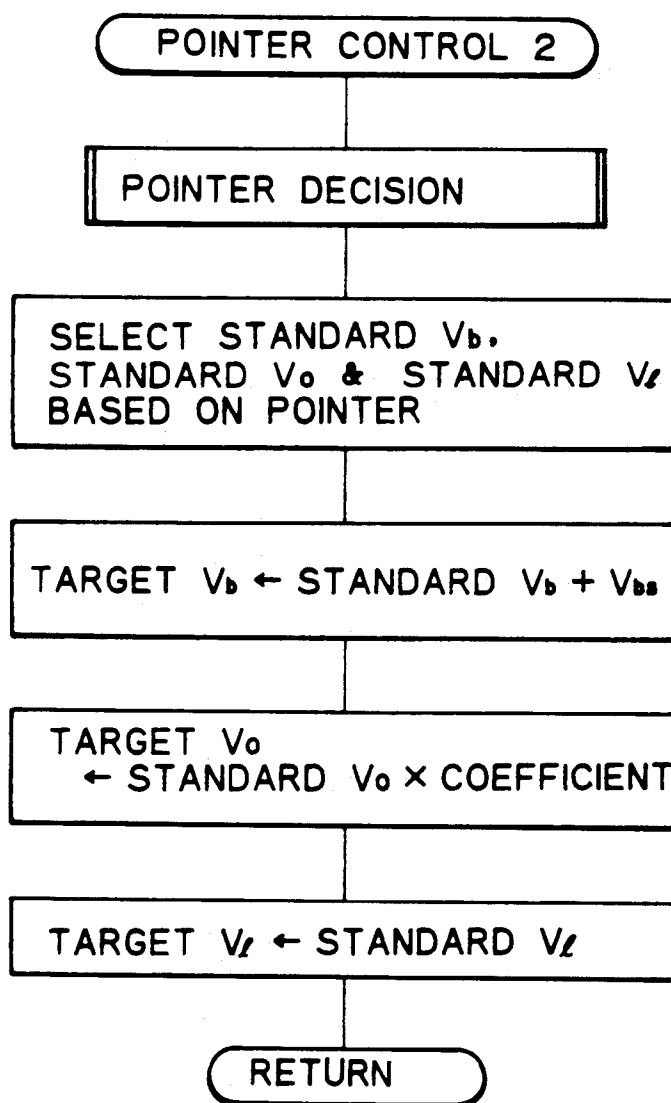 POINTER CONTROL 2
POINTER DECISION
SELECT STANDARD Vb,
STANDARD Vo & STANDARD Vℓ
BASED ON POINTER
TARGET Vb ← STANDARD Vb + Vbs
TARGET Vo
← STANDARD Vo × COEFFICIENT
TARGET Vℓ ← STANDARD Vℓ
RETURN